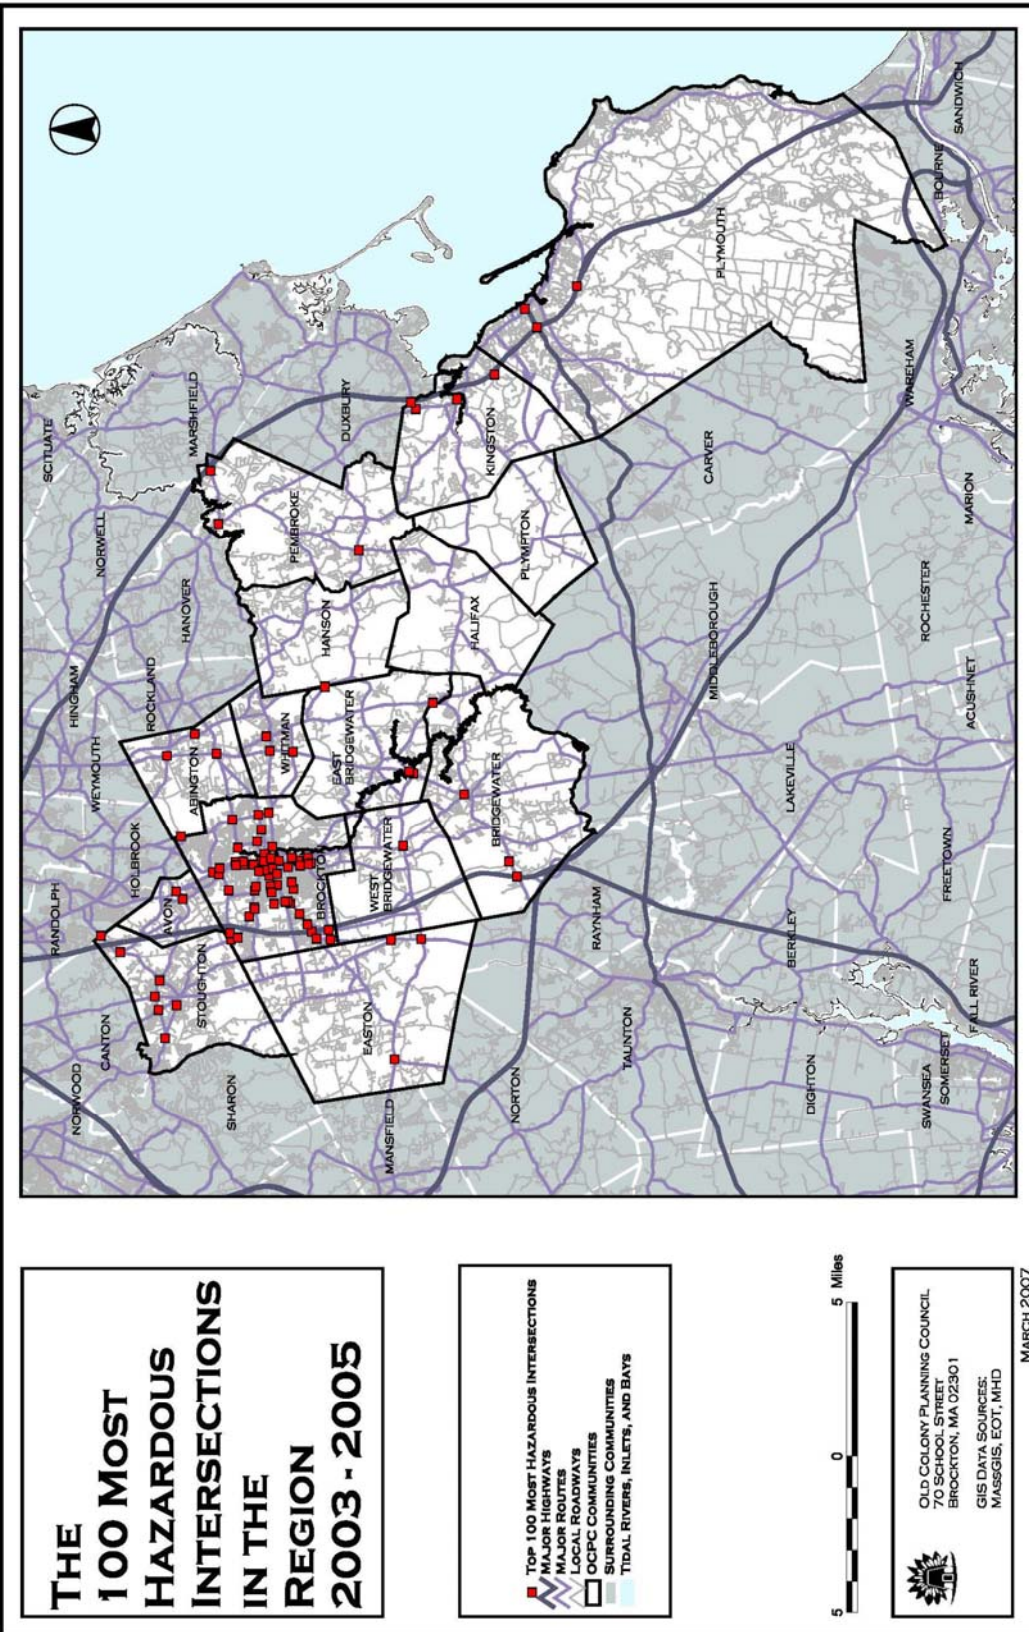 THE
100 MOST
HAZARDOUS
INTERSECTIONS
IN THE
REGION
2003 - 2005
TOP 100 MOST HAZARDOUS INTERSECTIONS
MAJOR HIGHWAYS
MAJOR ROUTES
LOCAL ROADWAYS
OCPC COMMUNITIES
SURROUNDING COMMUNITIES
TIDAL RIVERS, INLETS, AND BAYS
5
0
5 Miles
OLD COLONY PLANNING COUNCIL
70 SCHOOL STREET
BROCKTON, MA 02301
GIS DATA SOURCES:
MASSGIS, EOT, MHD
MARCH 2007
NORWOOD
CANTON
RANDOLPH
HOLBROOK
WEYMOUTH
HINGHAM
ROCKLAND
NORWELL
HANOVER
SCITUATE
MARSHFIELD
DUXBURY
SHARON
STOUGHTON
AVON
ABINGTON
BROCKTON
WHITMAN
HANSON
PEMBROKE
MANSFIELD
EASTON
WEST
BRIDGEWATER
EAST
BRIDGEWATER
BRIDGEWATER
HALIFAX
PLYMPTON
KINGSTON
PLYMOUTH
NORTON
RAYNHAM
TAUNTON
MIDDLEBOROUGH
CARVER
DIGHTON
BERKLEY
LAKEVILLE
ROCHESTER
WAREHAM
MARION
BOURNE
SANDWICH
SWANSEA
SOMERSET
FALL RIVER
FREETOWN
ACUSHNET